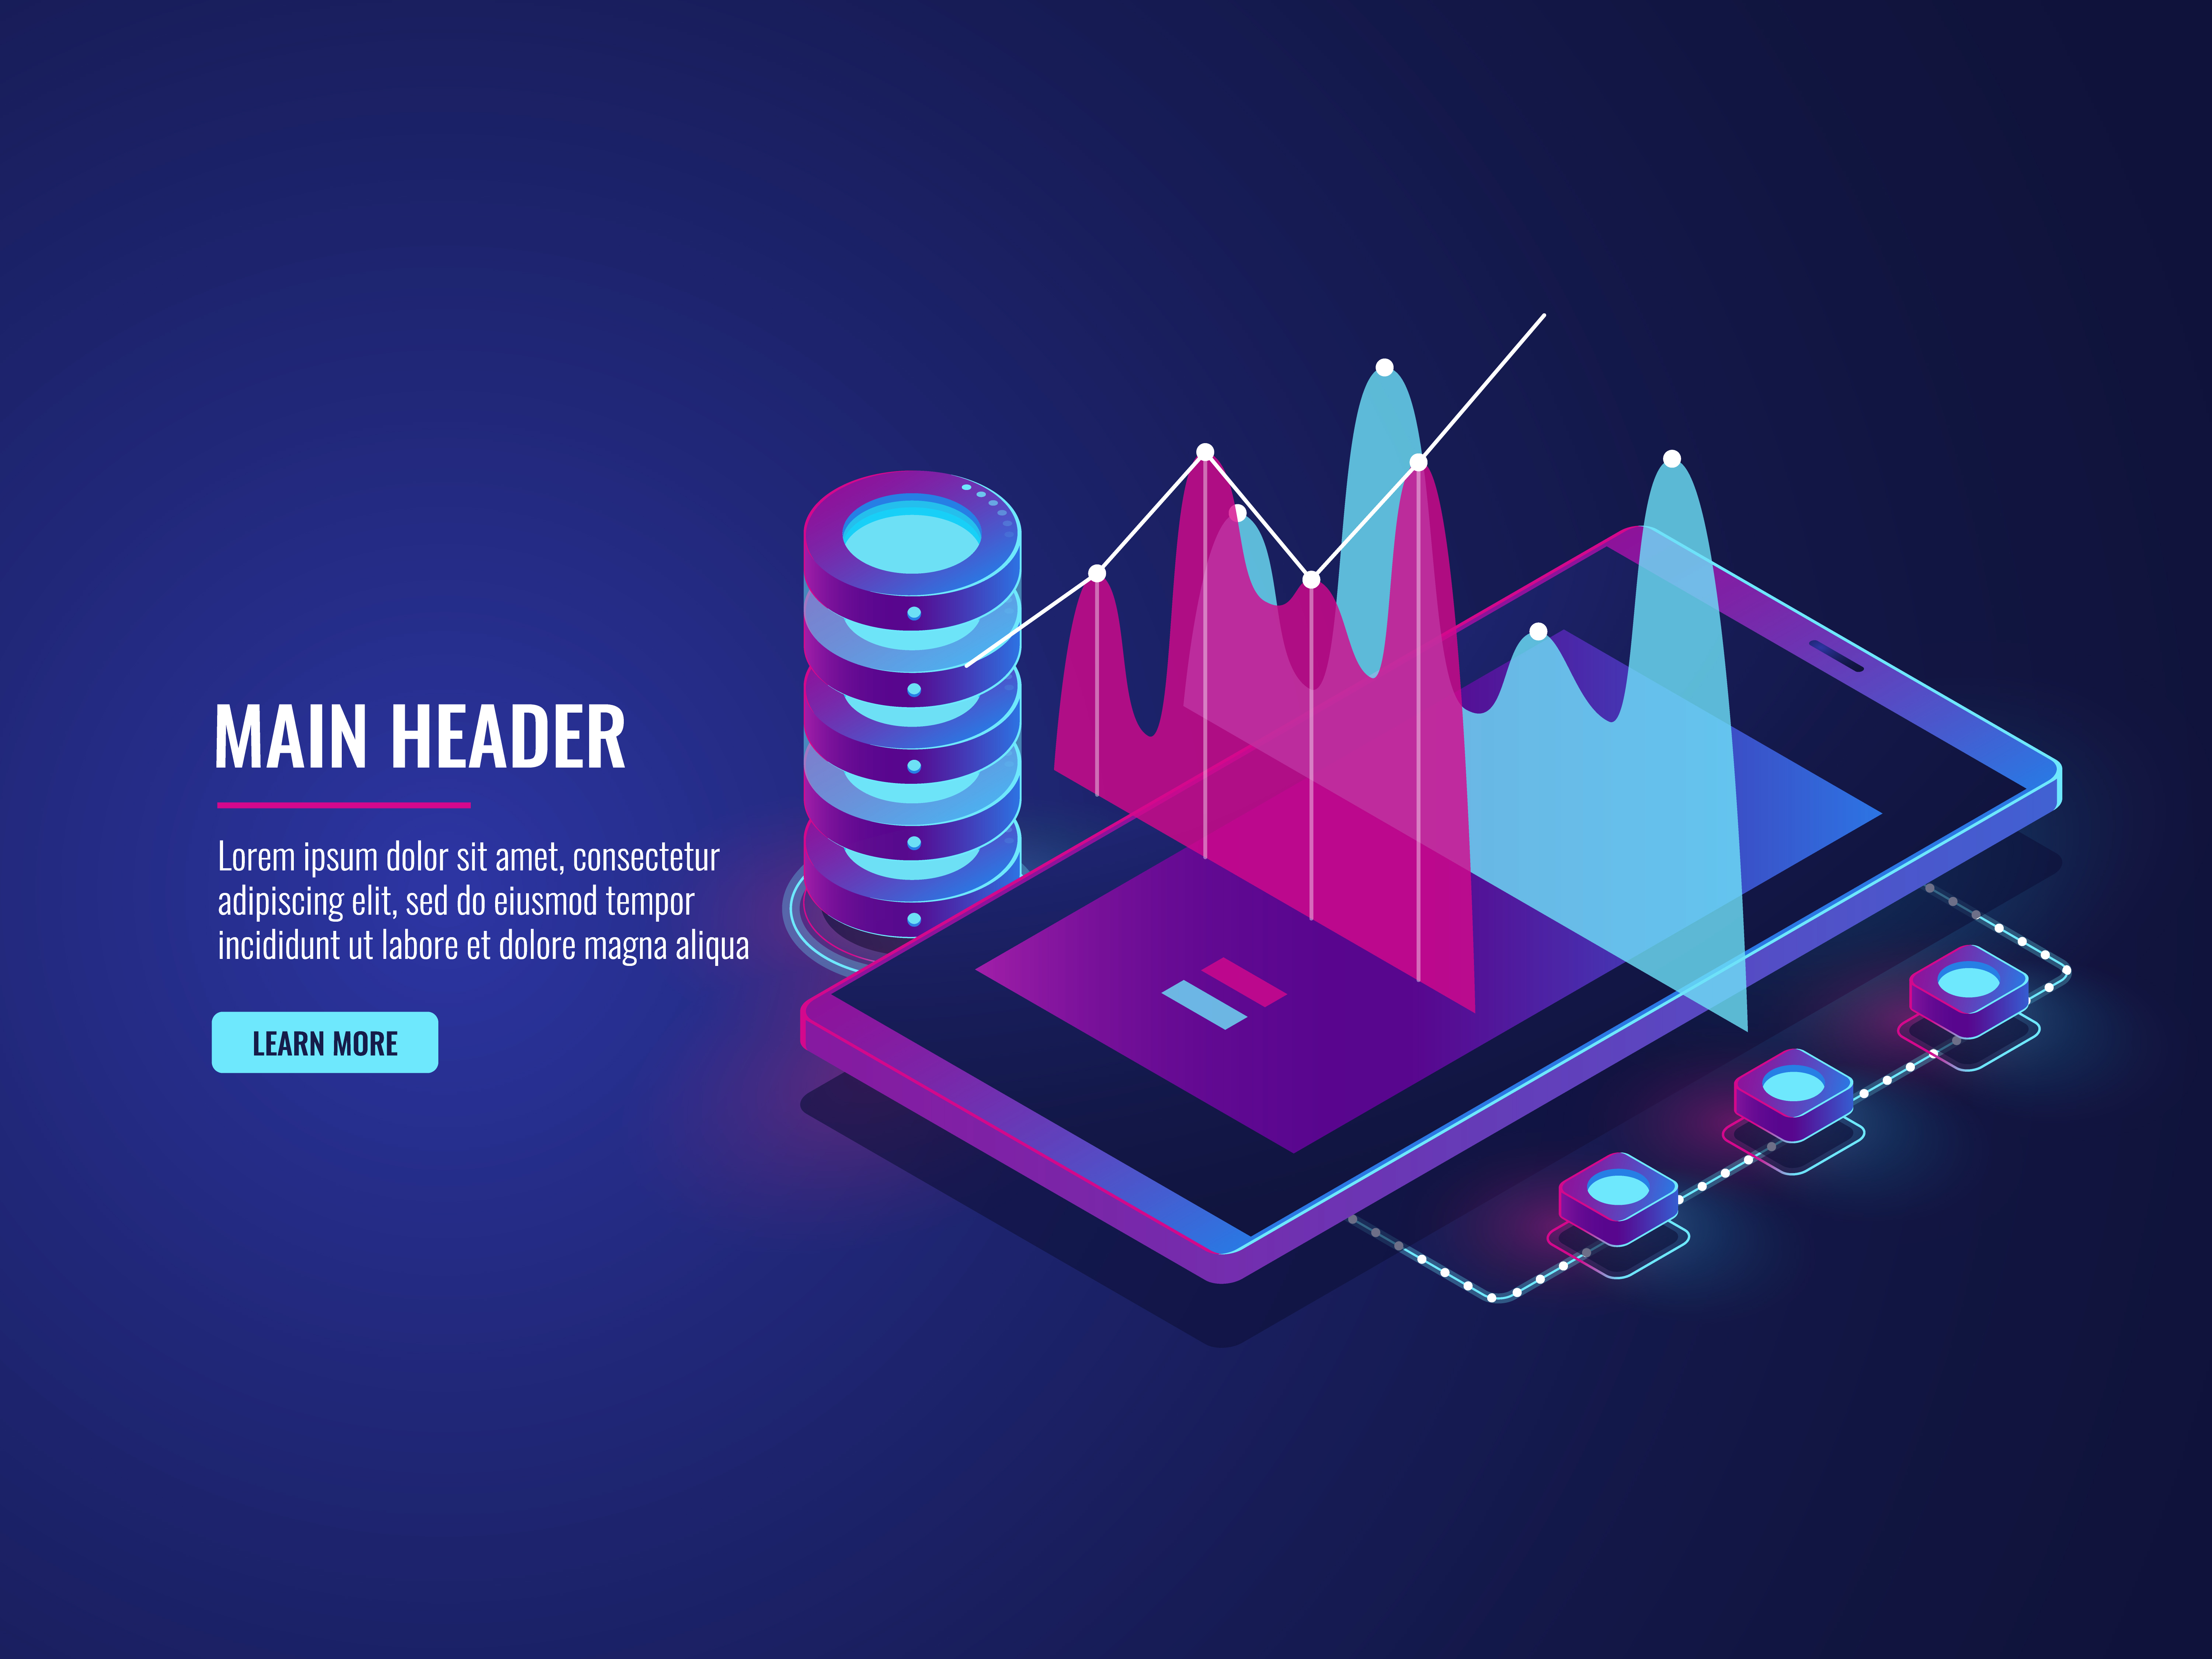 MAIN HEADER
Lorem ipsum dolor sit amet, consectetur
adipiscing elit, sed do eiusmod tempor
incididunt ut labore et dolore magna aliqua
LEARN MORE